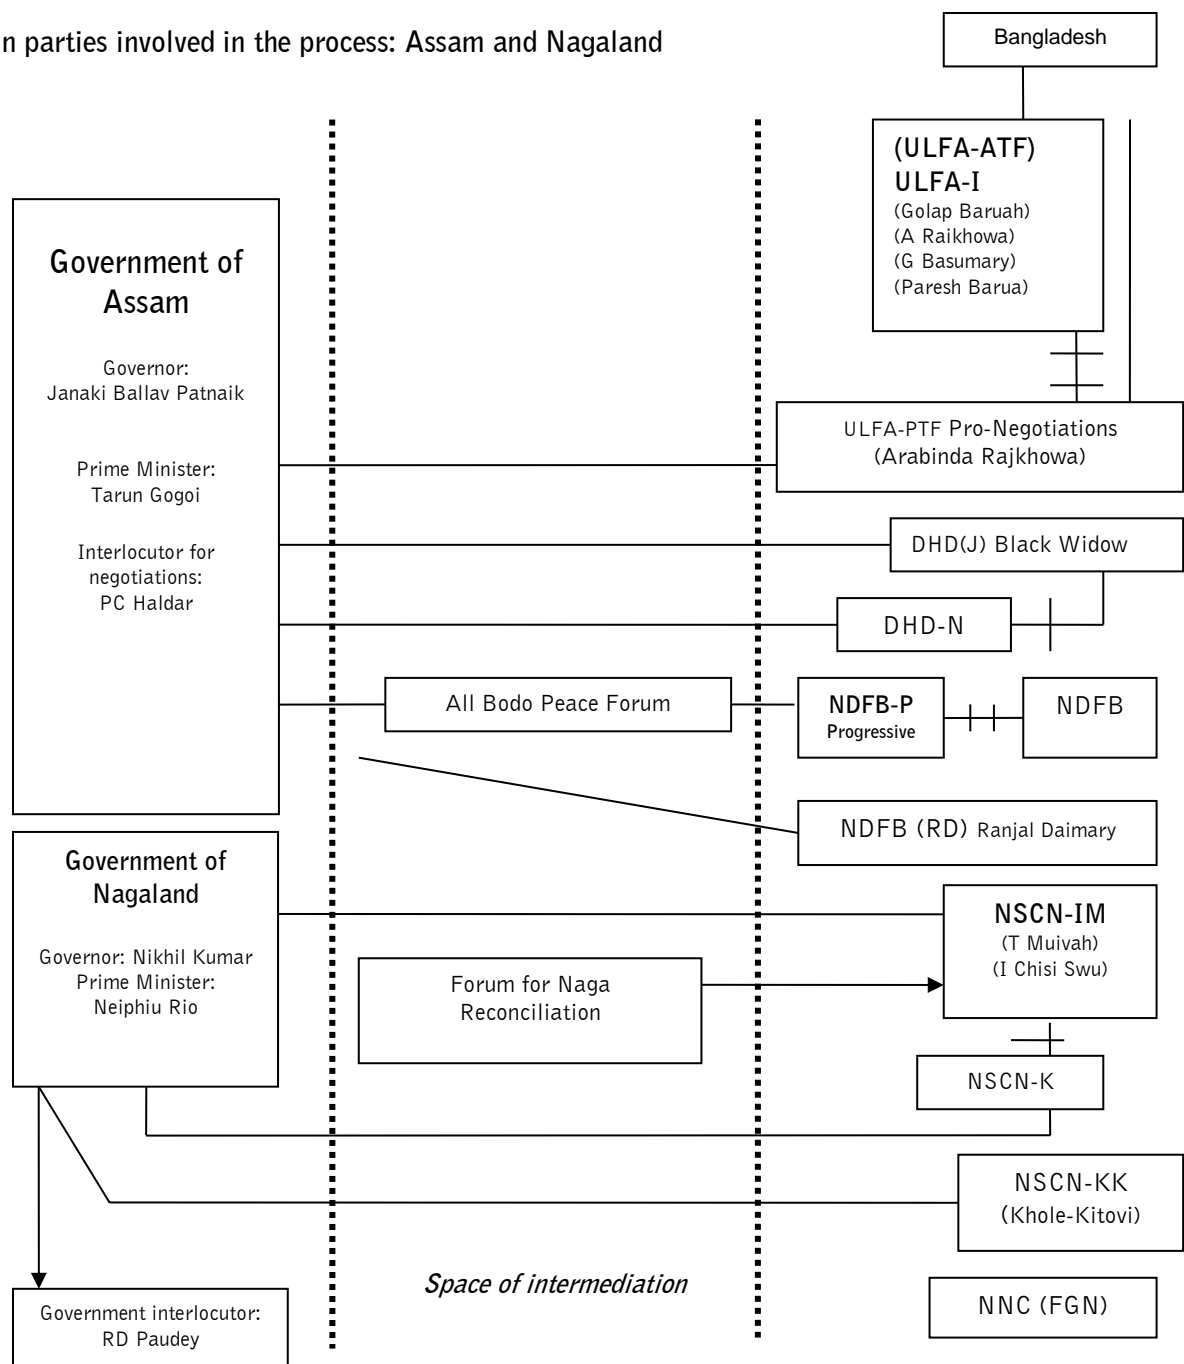 n parties involved in the process: Assam and Nagaland
Bangladesh
(ULFA-ATF)
ULFA-I
(Golap Baruah)
(A Raikhowa)
(G Basumary)
(Paresh Barua)
Government of
Assam
Governor:
Janaki Ballav Patnaik
Prime Minister:
Tarun Gogoi
Interlocutor for
negotiations:
PC Haldar
ULFA-PTF Pro-Negotiations
(Arabinda Rajkhowa)
DHD(J) Black Widow
DHD-N
All Bodo Peace Forum
NDFB-P
Progressive
NDFB
NDFB (RD) Ranjal Daimary
Government of
Nagaland
Governor: Nikhil Kumar
Prime Minister:
Neiphiu Rio
NSCN-IM
(T Muivah)
(I Chisi Swu)
Forum for Naga
Reconciliation
NSCN-K
NSCN-KK
(Khole-Kitovi)
Space of intermediation
NNC (FGN)
Government interlocutor:
RD Paudey